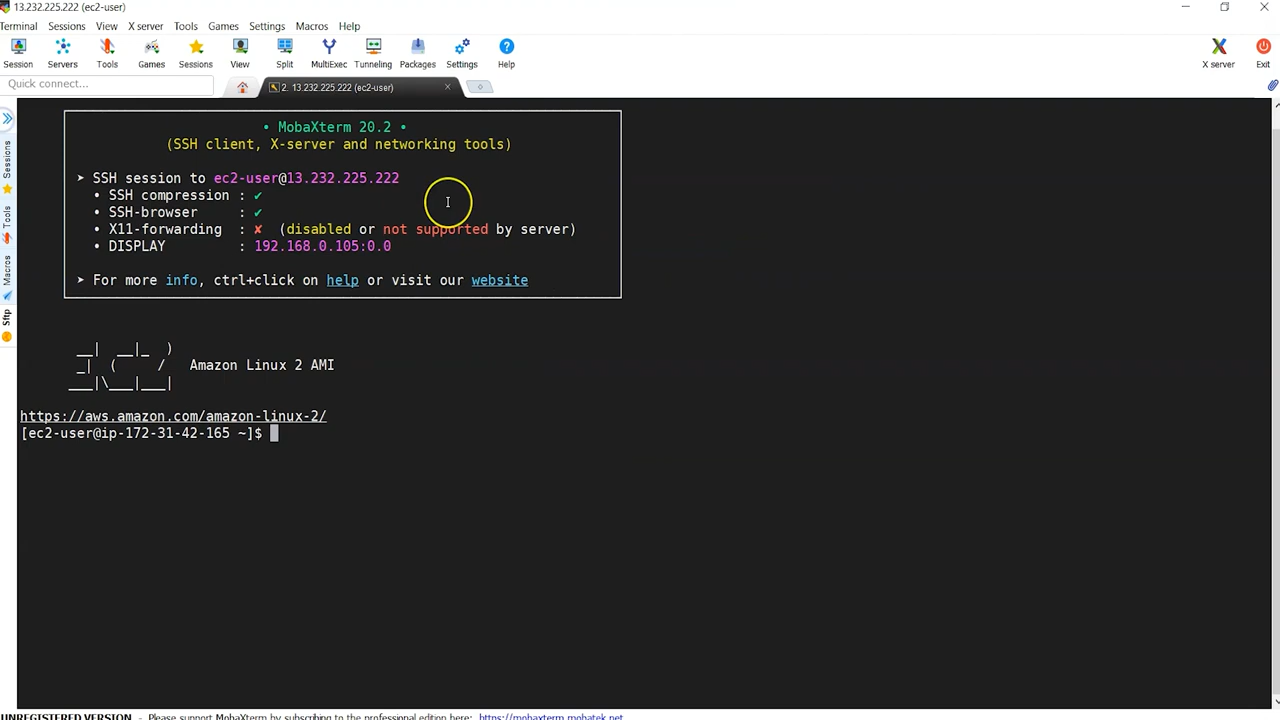 13.232.225.222 (ec2-user)
Terminal Sessions View X server Tools Games Settings Macros Help
Session Servers Tools Games Sessions View Split MultiExec Tunneling Packages Settings Help X server Exit
Quick connect...
2. 13.232.225.222 (ec2-user)
Sessions
Tools
Macros
Sftp
• MobaXterm 20.2 •
(SSH client, X-server and networking tools)
➤ SSH session to ec2-user@13.232.225.222
• SSH compression : ✔
• SSH-browser : ✔
• X11-forwarding : ✘ (disabled or not supported by server)
• DISPLAY : 192.168.0.105:0.0
➤ For more info, ctrl+click on help or visit our website
__| __|_ )
_| ( / Amazon Linux 2 AMI
___|\___|___|
https://aws.amazon.com/amazon-linux-2/
[ec2-user@ip-172-31-42-165 ~]$
UNREGISTERED VERSION - Please support MobaXterm by subscribing to the professional edition here: https://mobaxterm.mobatek.net